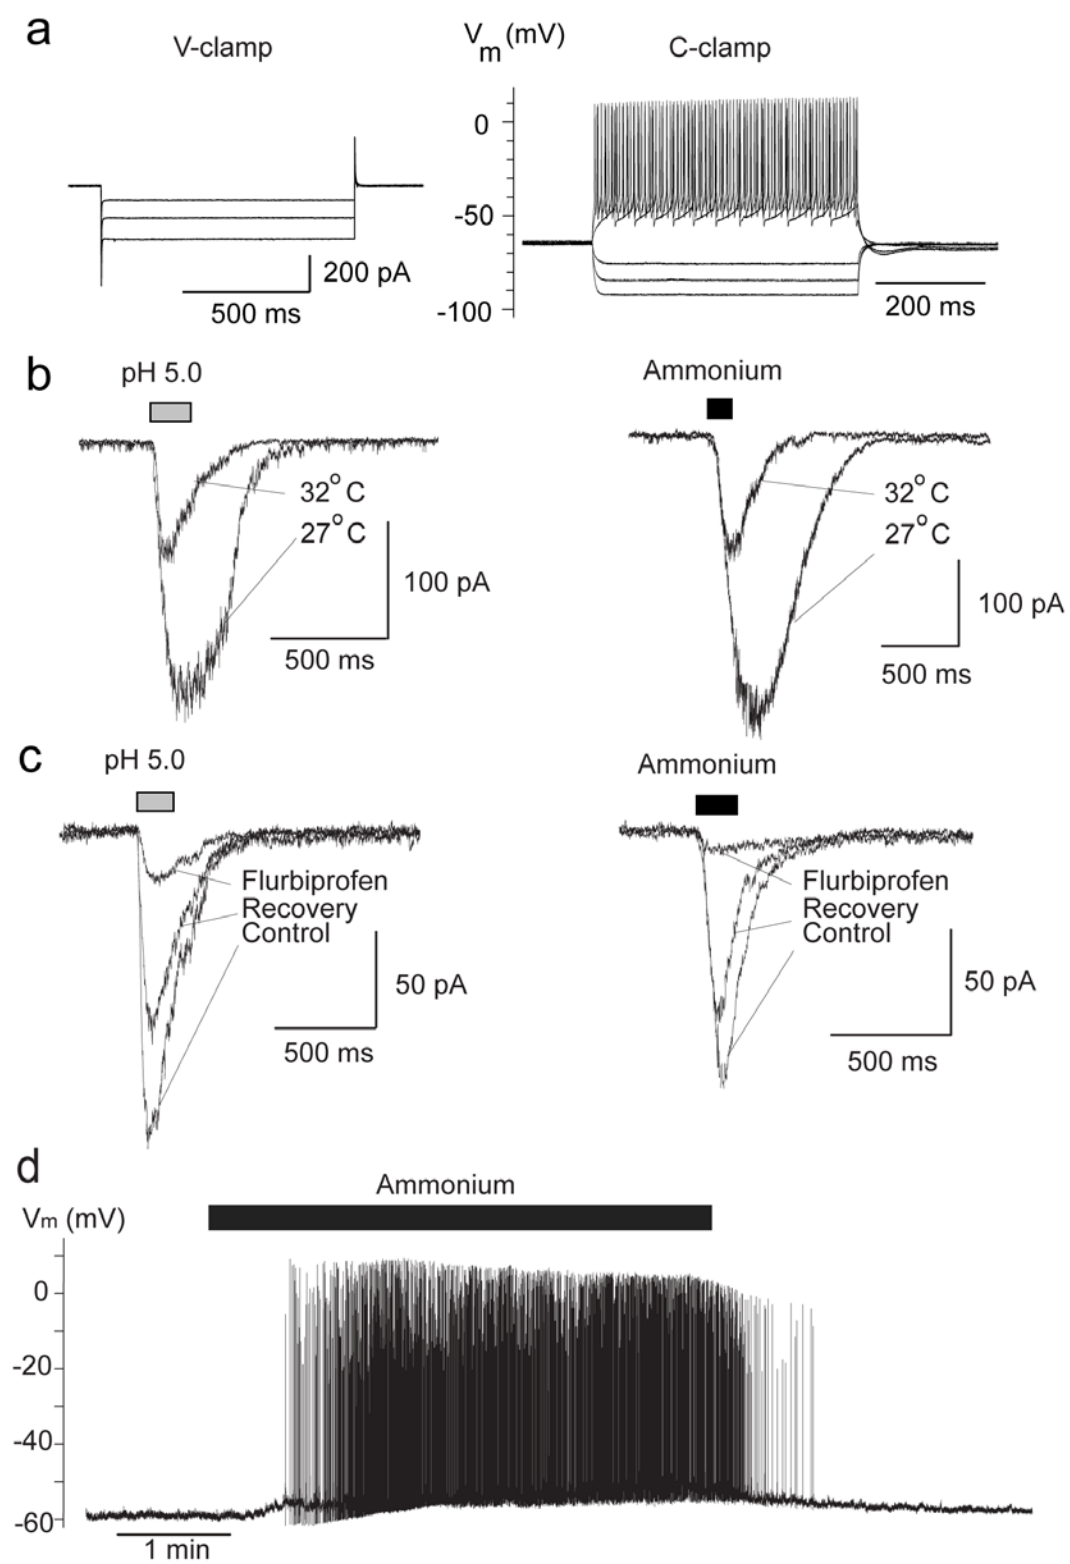 a
V-clamp
Vm (mV)
C-clamp
0
-50
-100
200 pA
500 ms
200 ms
b
pH 5.0
Ammonium
32°C
27°C
100 pA
500 ms
32°C
27°C
100 pA
500 ms
c
pH 5.0
Ammonium
Flurbiprofen
Recovery
Control
50 pA
500 ms
Flurbiprofen
Recovery
Control
50 pA
500 ms
d
Ammonium
Vm (mV)
0
-20
-40
-60
1 min